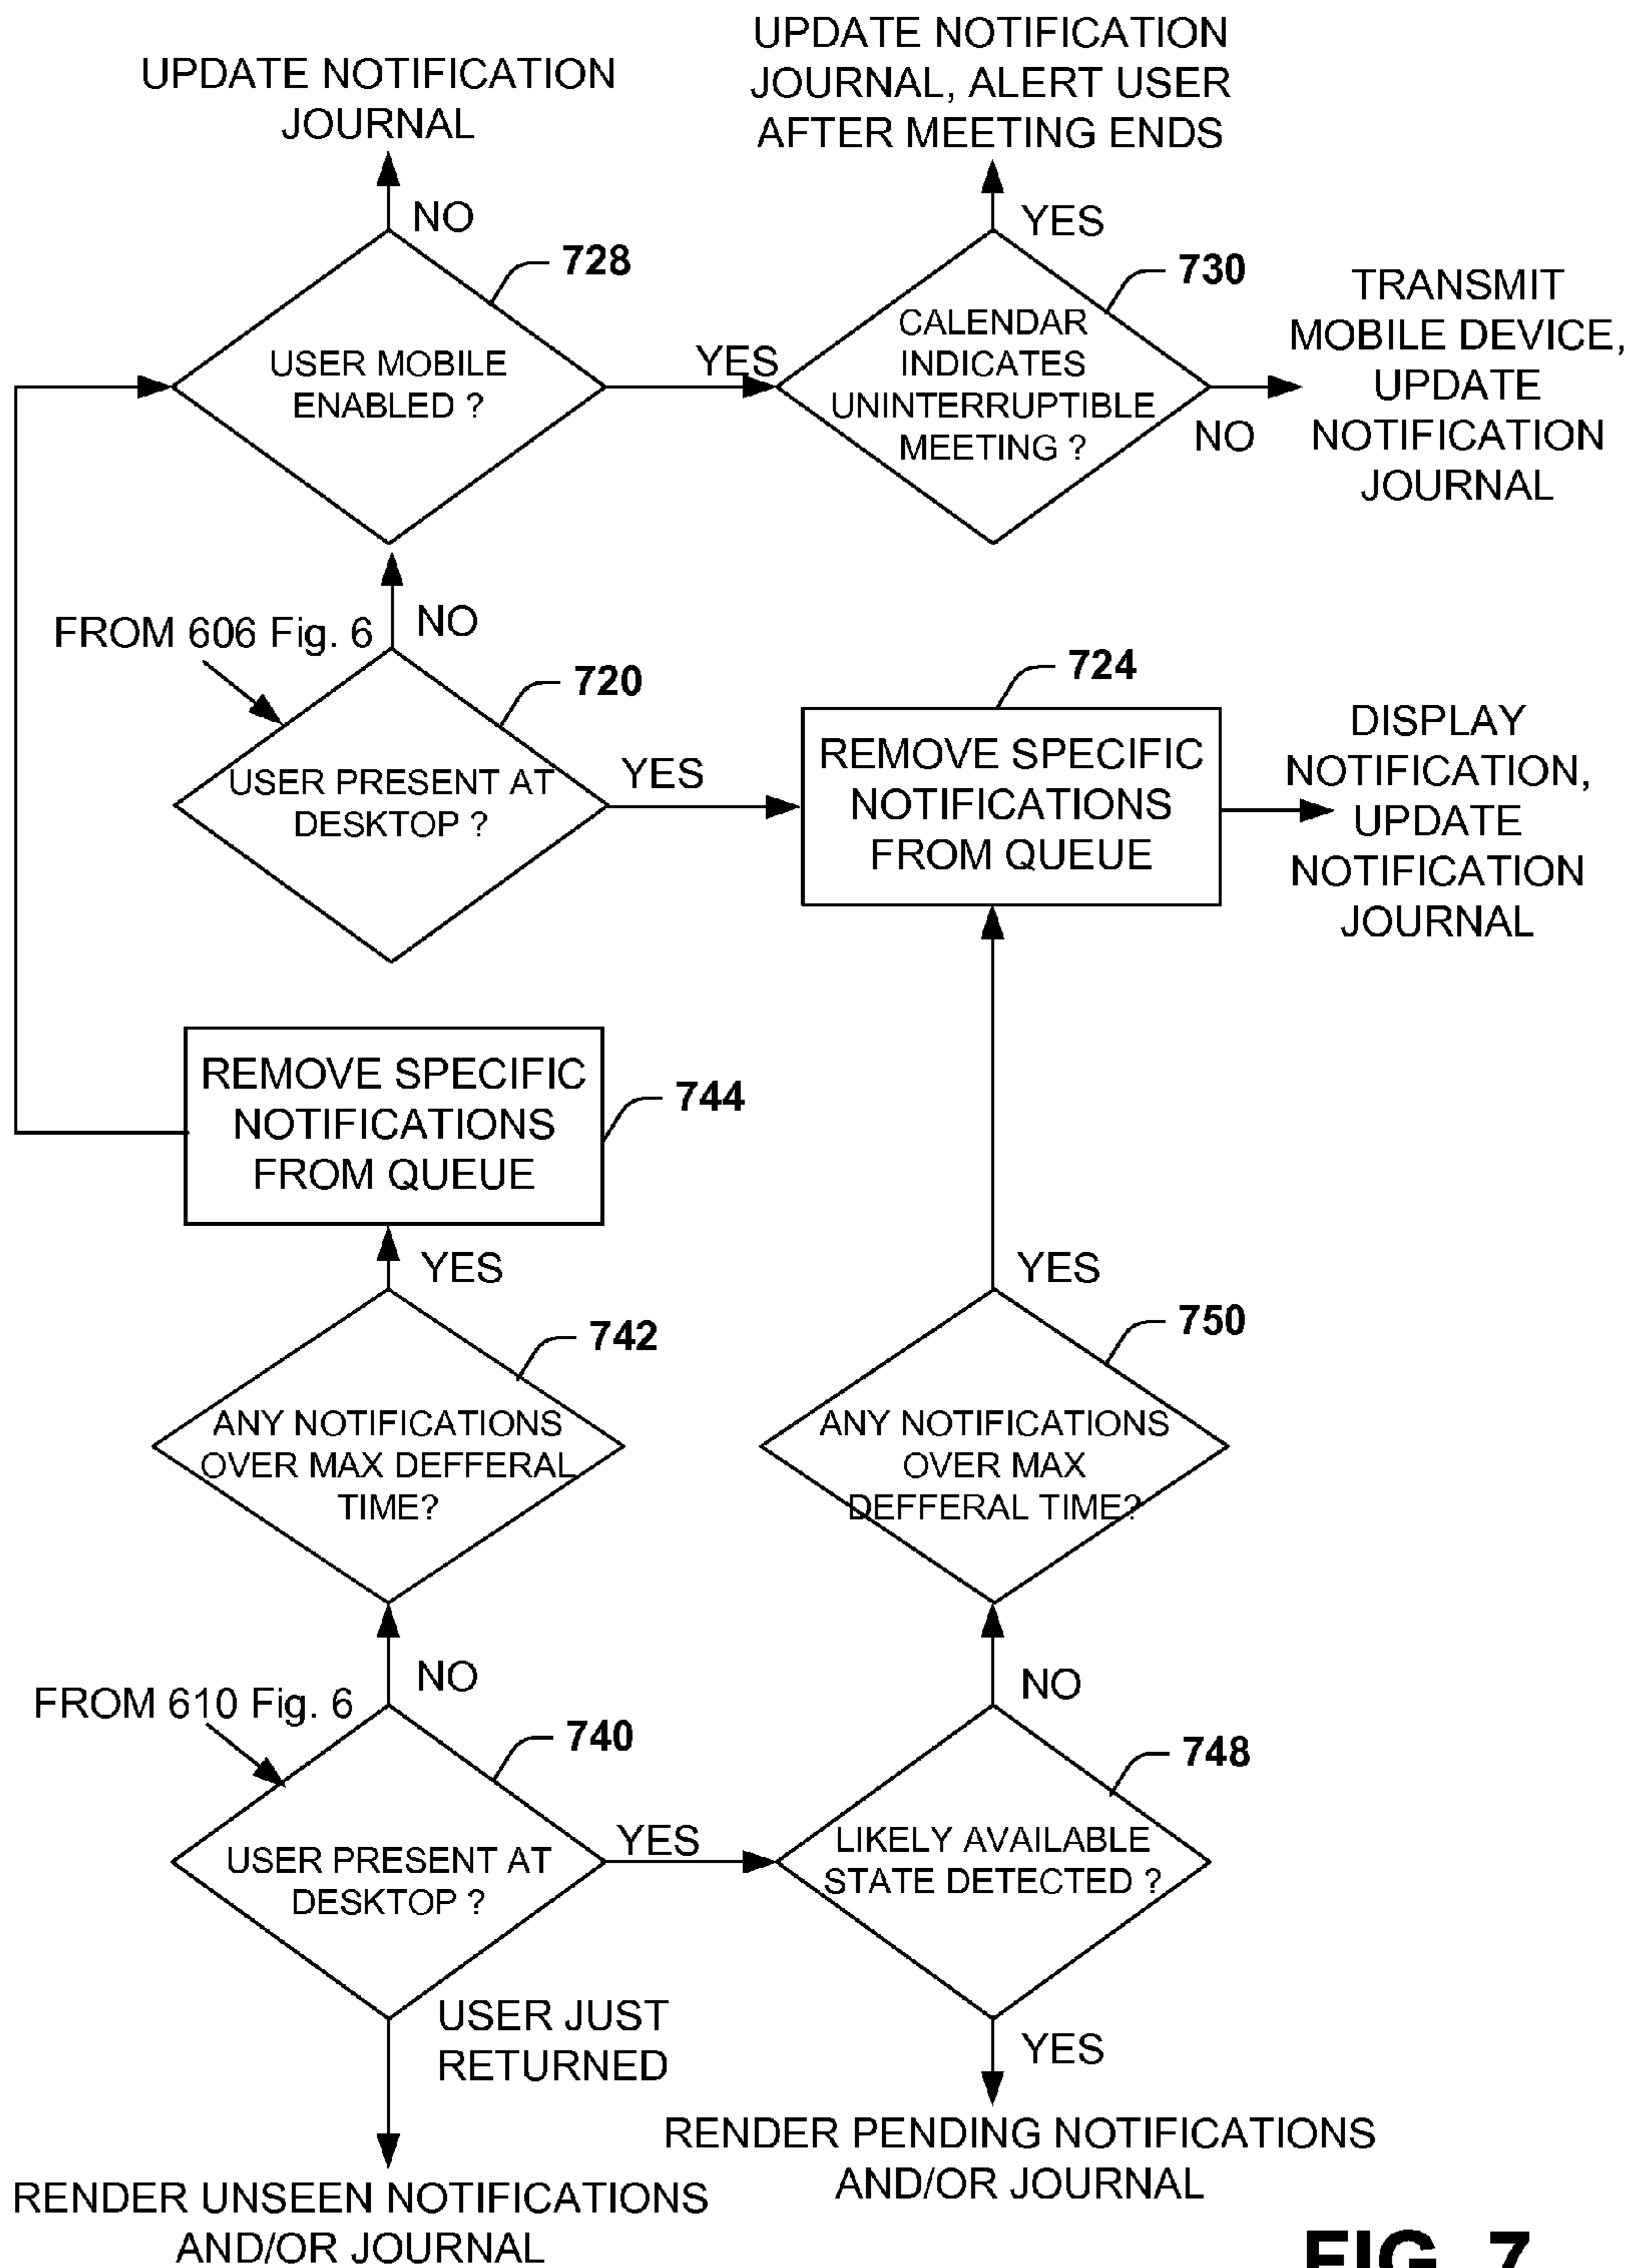 UPDATE NOTIFICATION
JOURNAL
UPDATE NOTIFICATION
JOURNAL, ALERT USER
AFTER MEETING ENDS
NO
YES
728
730
USER MOBILE
ENABLED ?
YES
CALENDAR
INDICATES
UNINTERRUPTIBLE
MEETING ?
NO
TRANSMIT
MOBILE DEVICE,
UPDATE
NOTIFICATION
JOURNAL
FROM 606 Fig. 6
NO
720
USER PRESENT AT
DESKTOP ?
YES
724
REMOVE SPECIFIC
NOTIFICATIONS
FROM QUEUE
DISPLAY
NOTIFICATION,
UPDATE
NOTIFICATION
JOURNAL
REMOVE SPECIFIC
NOTIFICATIONS
FROM QUEUE
744
YES
YES
742
750
ANY NOTIFICATIONS
OVER MAX DEFFERAL
TIME?
ANY NOTIFICATIONS
OVER MAX
DEFFERAL TIME?
NO
NO
FROM 610 Fig. 6
740
748
USER PRESENT AT
DESKTOP ?
YES
LIKELY AVAILABLE
STATE DETECTED ?
USER JUST
RETURNED
YES
RENDER PENDING NOTIFICATIONS
AND/OR JOURNAL
RENDER UNSEEN NOTIFICATIONS
AND/OR JOURNAL
FIG. 7